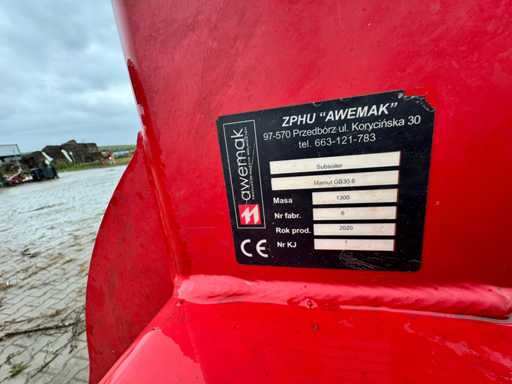 ZPHU "AWEMAK"
97-570 Przedbórz ul. Korycińska 30
tel. 663-121-783
awemak
Subsoiler
Mamut GB30.6
Masa 1300
Nr fabr. 6
Rok prod. 2020
Nr KJ 1
CE